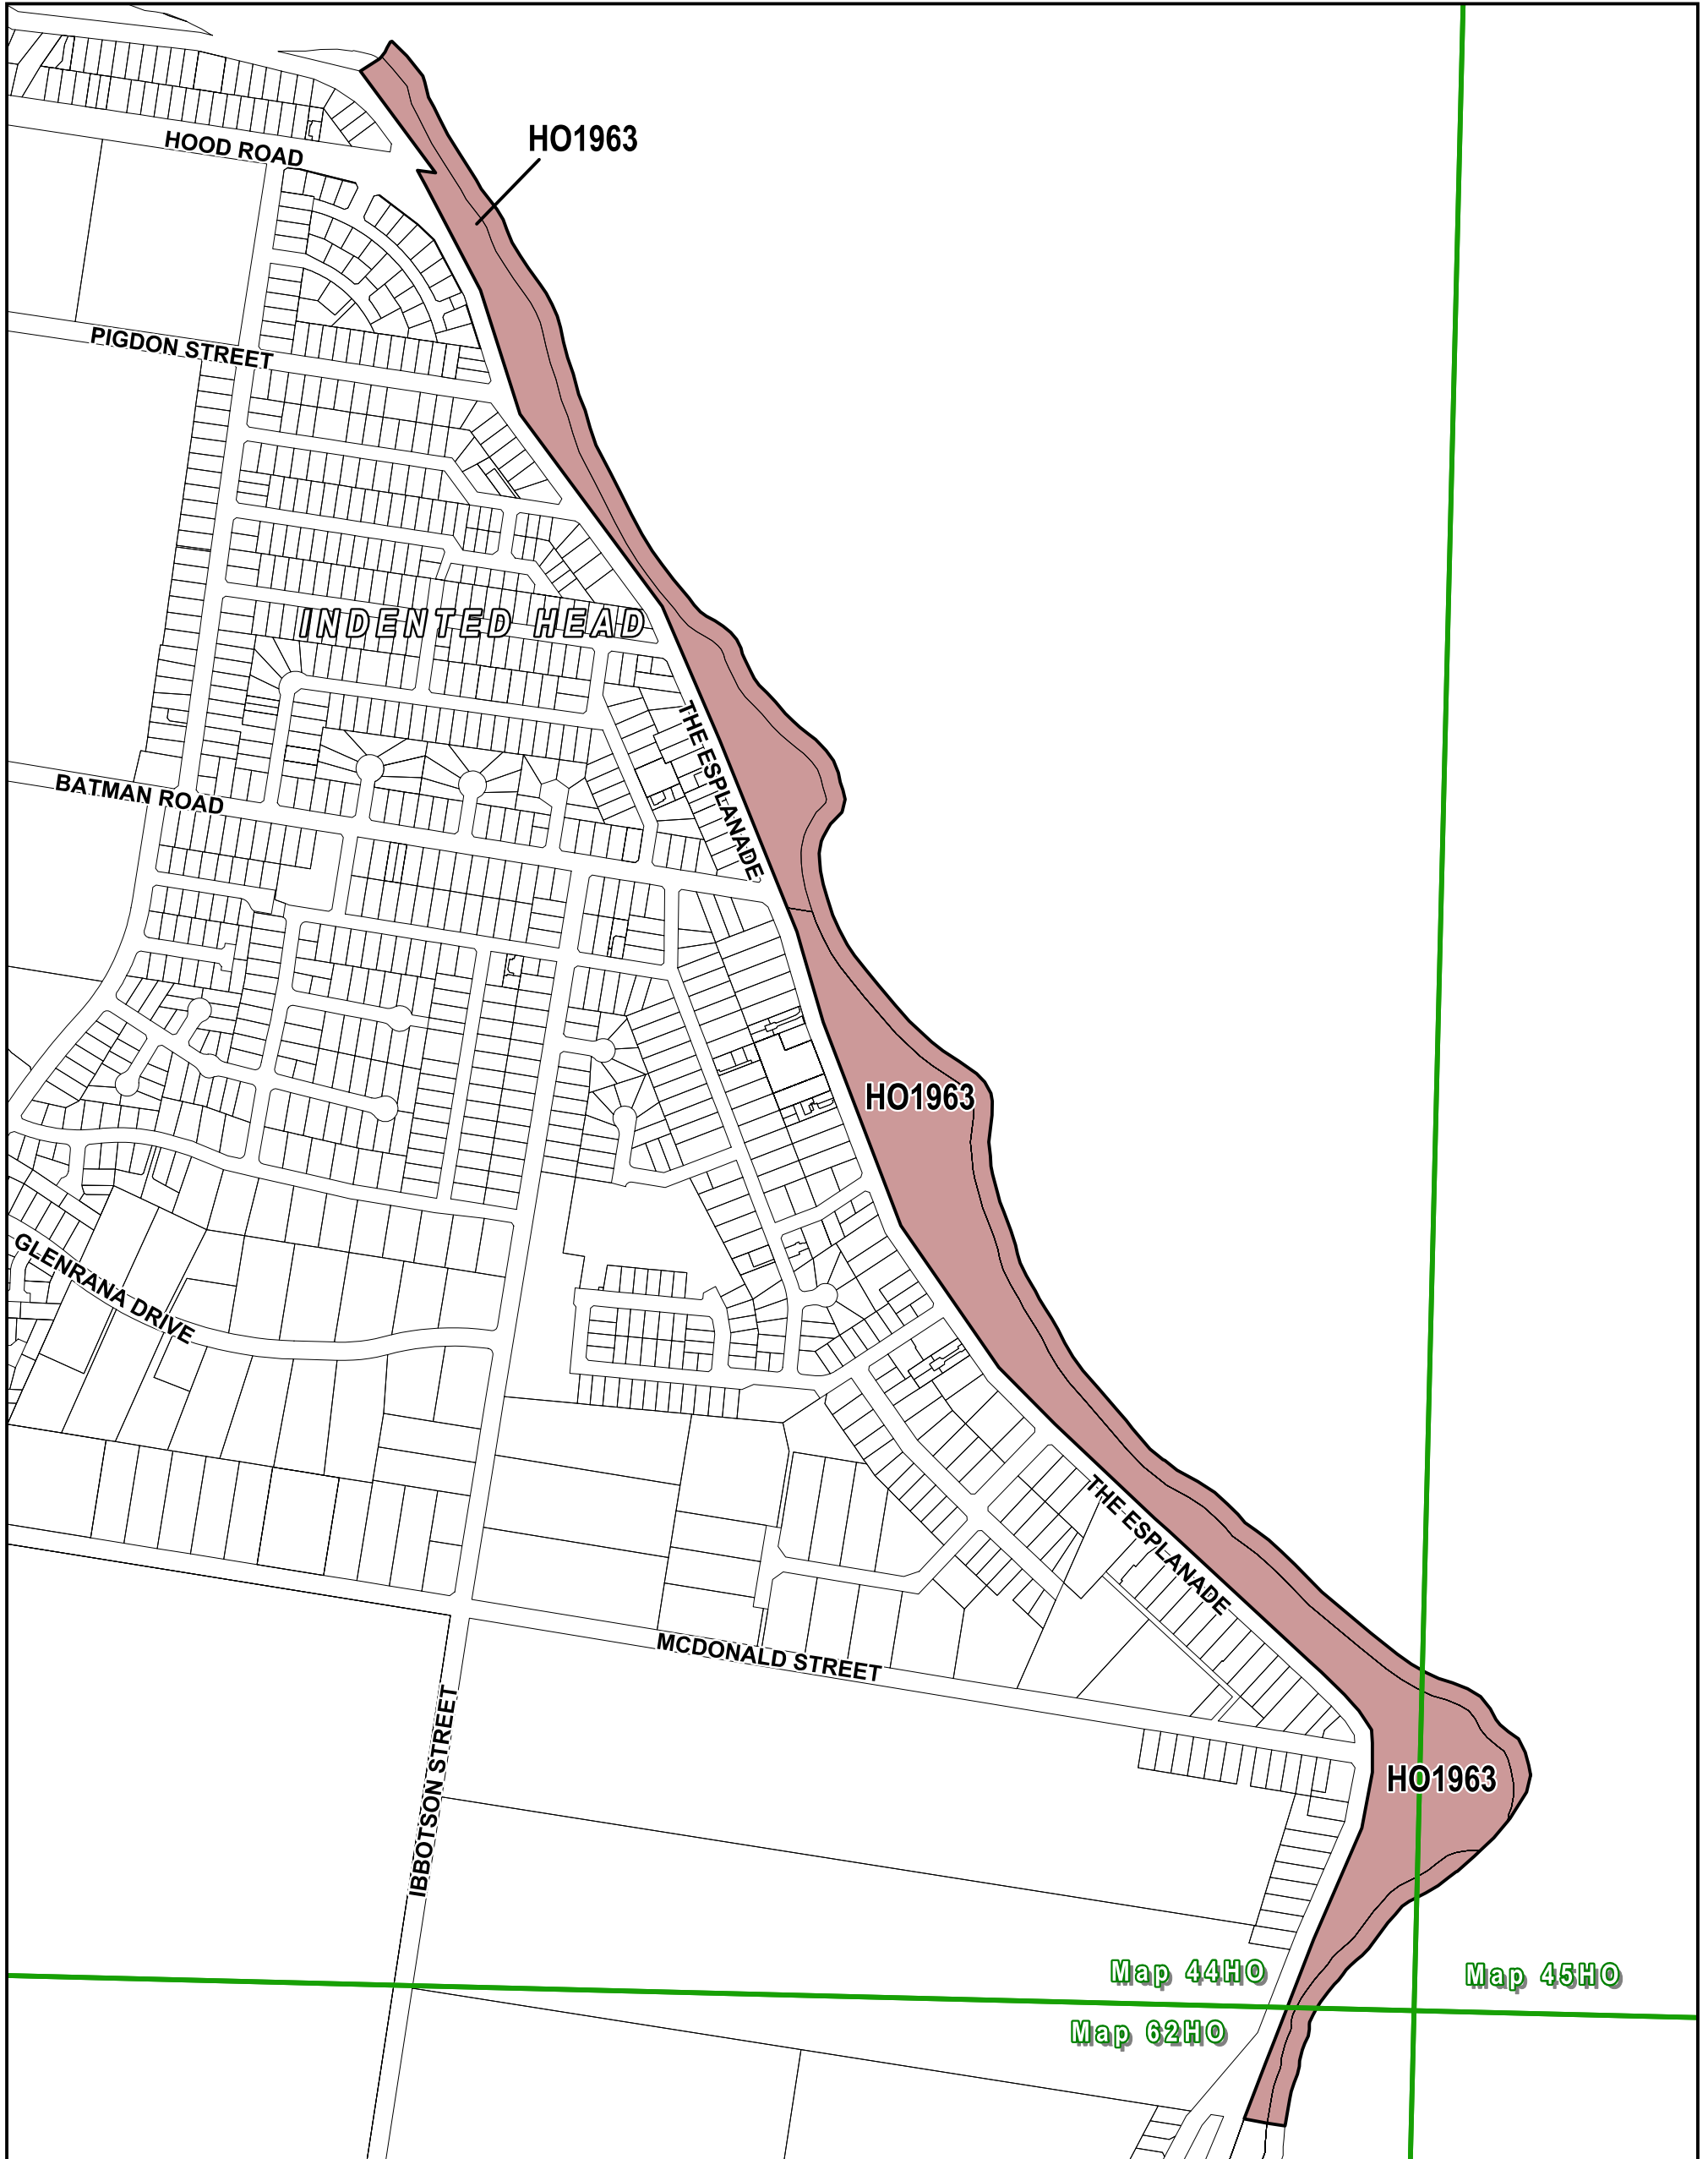 HO1963
HOOD ROAD
PIGDON STREET
INDENTED HEAD
THE ESPLANADE
BATMAN ROAD
HO1963
GLENRANA DRIVE
THE ESPLANADE
MCDONALD STREET
IBBOTSON STREET
HO1963
Map 44HO
Map 45HO
Map 62HO